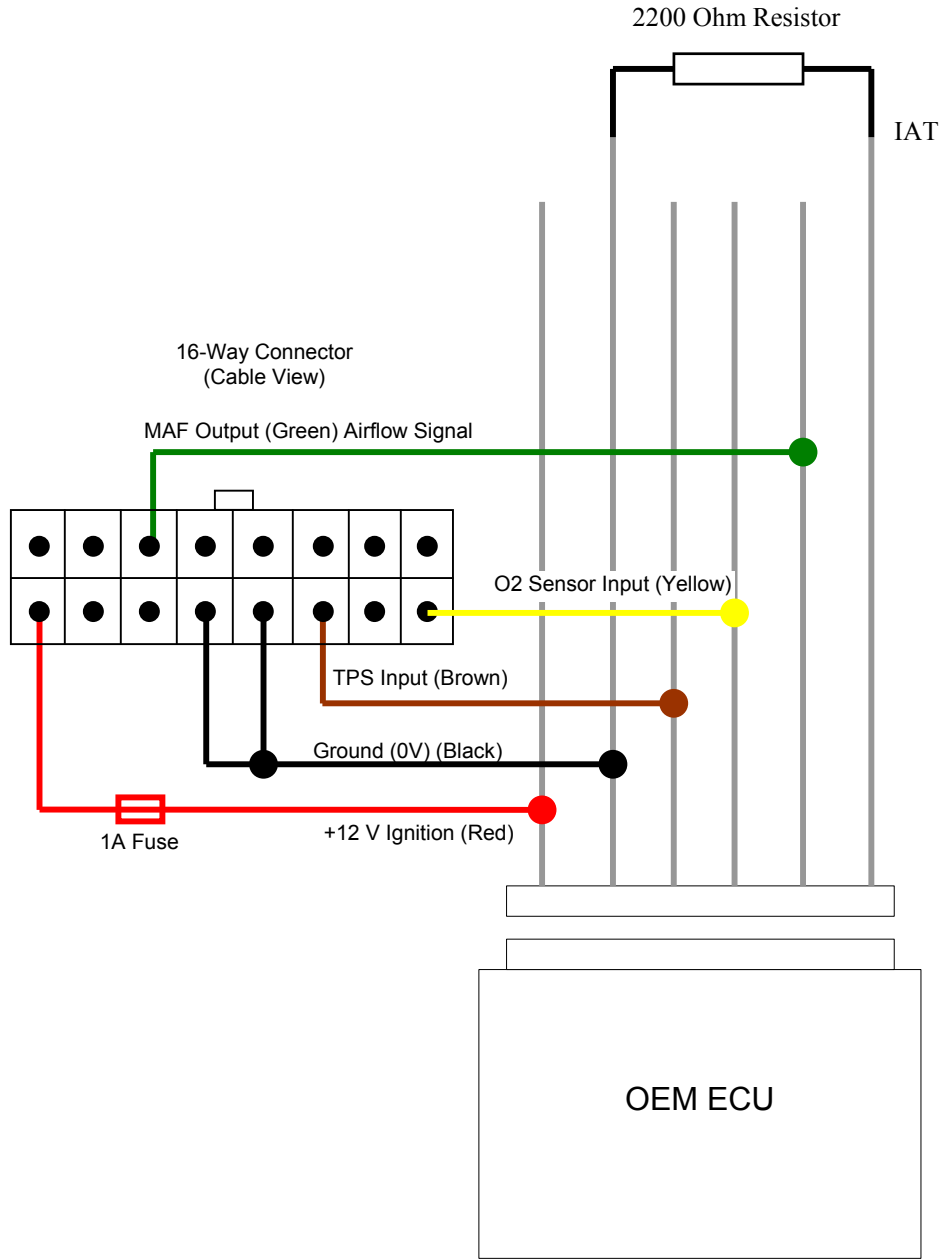 2200 Ohm Resistor
IAT
16-Way Connector
(Cable View)
MAF Output (Green) Airflow Signal
O2 Sensor Input (Yellow)
TPS Input (Brown)
Ground (0V) (Black)
+12 V Ignition (Red)
1A Fuse
OEM ECU